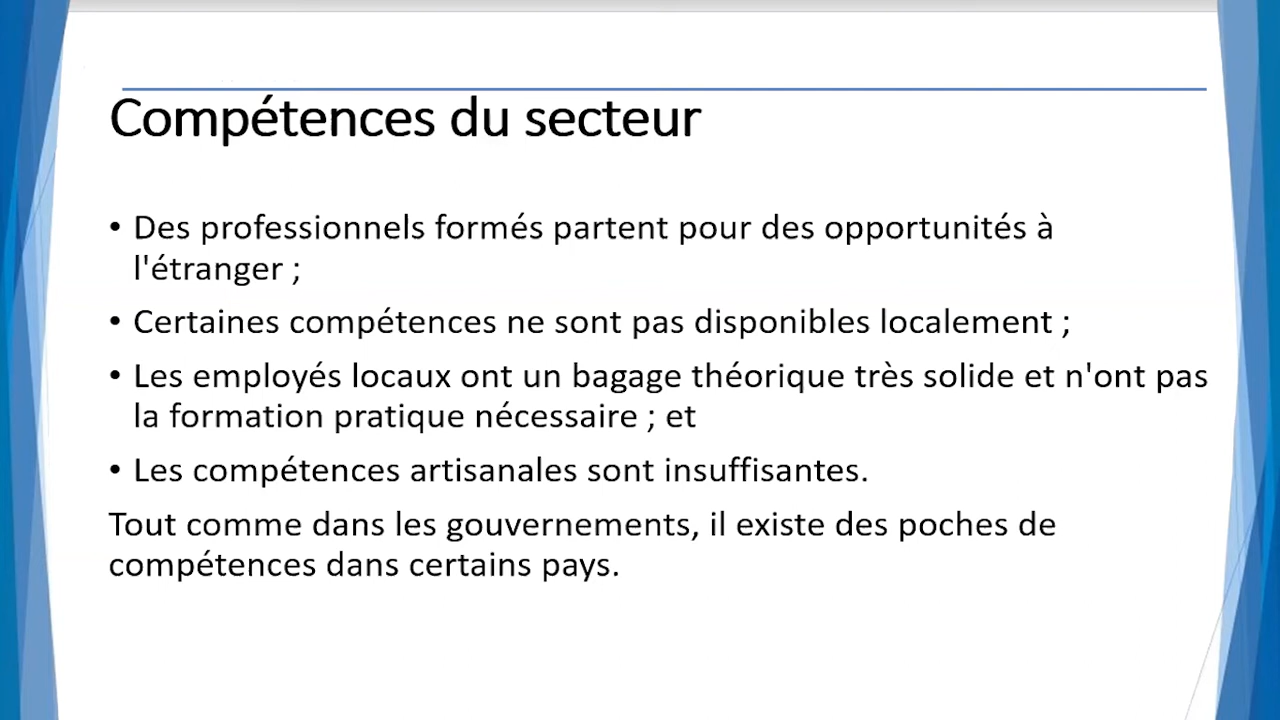 Compétences du secteur
• Des professionnels formés partent pour des opportunités à
l'étranger ;
• Certaines compétences ne sont pas disponibles localement ;
• Les employés locaux ont un bagage théorique très solide et n'ont pas
la formation pratique nécessaire ; et
• Les compétences artisanales sont insuffisantes.
Tout comme dans les gouvernements, il existe des poches de
compétences dans certains pays.